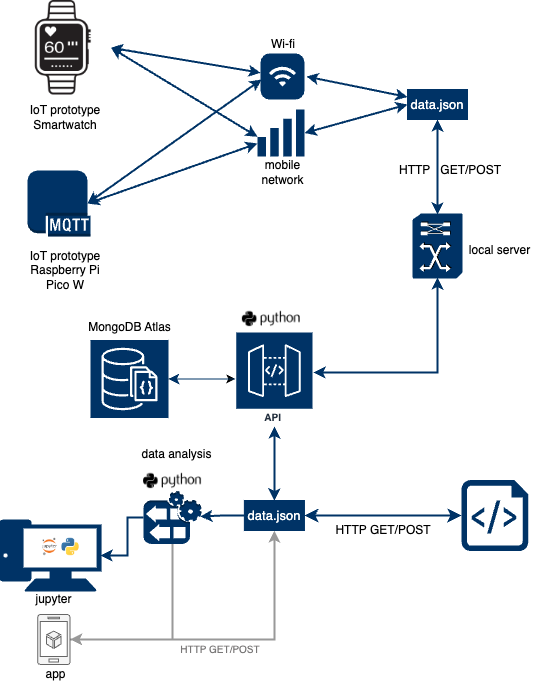 60
IoT prototype
Smartwatch
Wi-fi
data.json
mobile
network
HTTP GET/POST
MQTT
IoT prototype
Raspberry Pi
Pico W
local server
python
MongoDB Atlas
</>
{}
API
data analysis
python
data.json
HTTP GET/POST
</>
jupyter
app
HTTP GET/POST